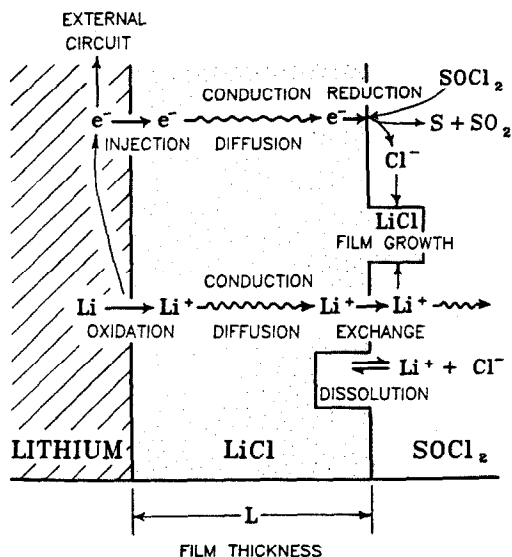 EXTERNAL
CIRCUIT
e⁻ e⁻ CONDUCTION e⁻ REDUCTION SOCl₂
INJECTION DIFFUSION S + SO₂
Cl⁻
LiCl
FILM GROWTH
CONDUCTION
Li Li⁺ Li⁺ Li⁺
OXIDATION DIFFUSION EXCHANGE
⇌ Li⁺ + Cl⁻
DISSOLUTION
LITHIUM LiCl SOCl₂
L
FILM THICKNESS